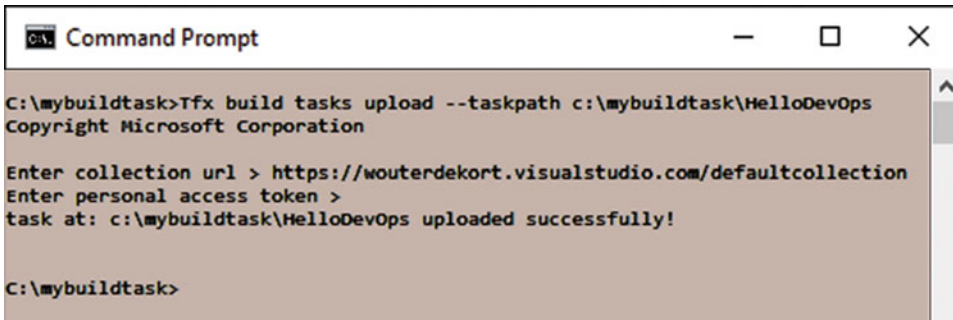 Command Prompt
C:\mybuildtask>Tfx build tasks upload --taskpath c:\mybuildtask\HelloDevOps
Copyright Microsoft Corporation
Enter collection url > https://wouterdekort.visualstudio.com/defaultcollection
Enter personal access token >
task at: c:\mybuildtask\HelloDevOps uploaded successfully!
C:\mybuildtask>